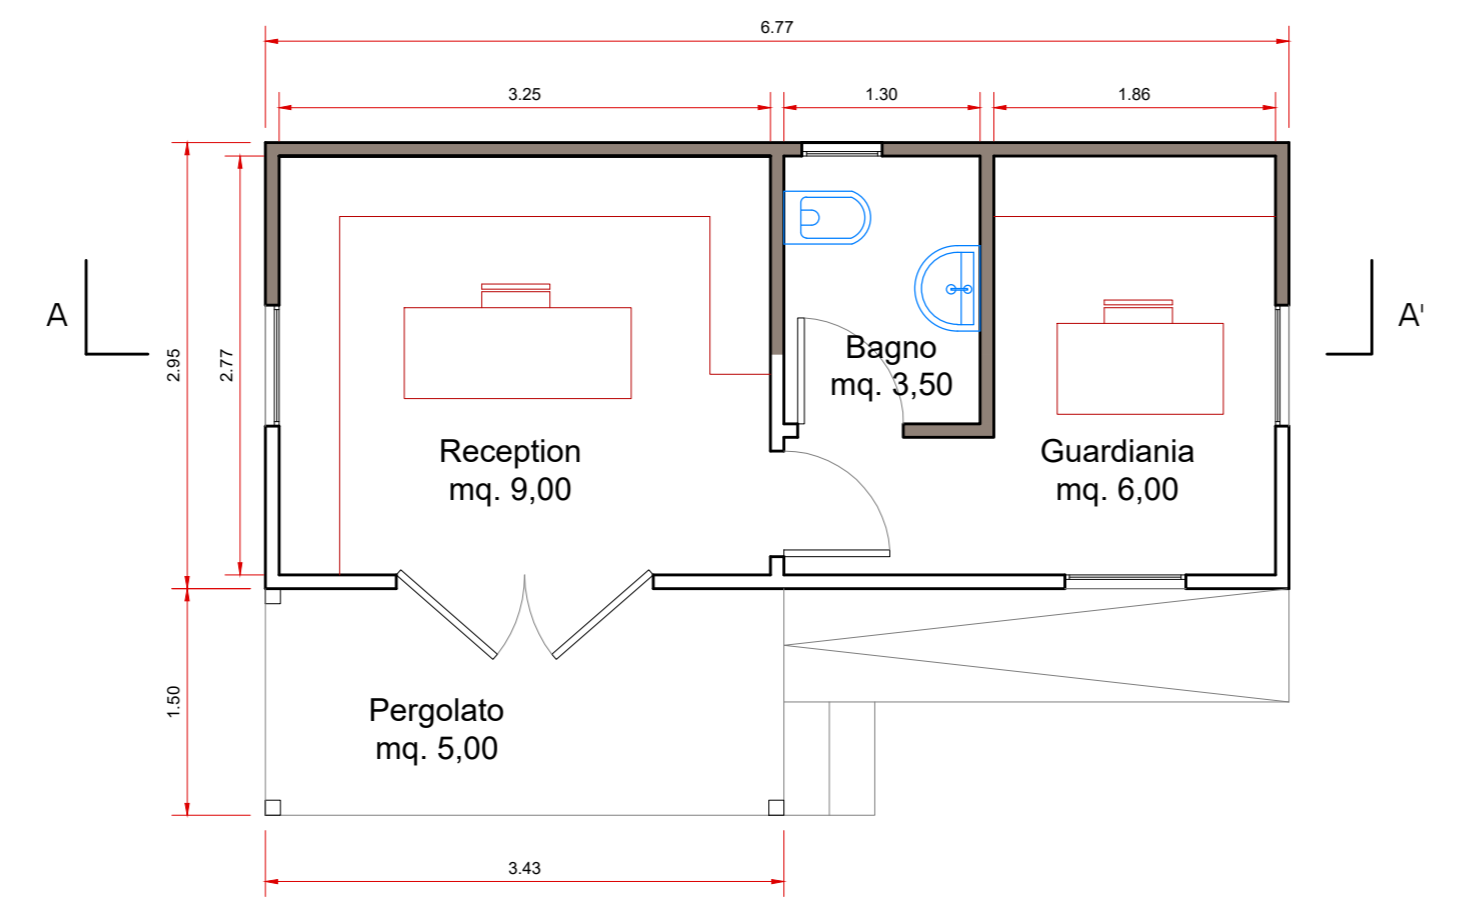 6.77
3.25
1.30
1.86
A
A'
2.95
2.77
Bagno
mq. 3,50
Reception
mq. 9,00
Guardiania
mq. 6,00
1.50
Pergolato
mq. 5,00
3.43